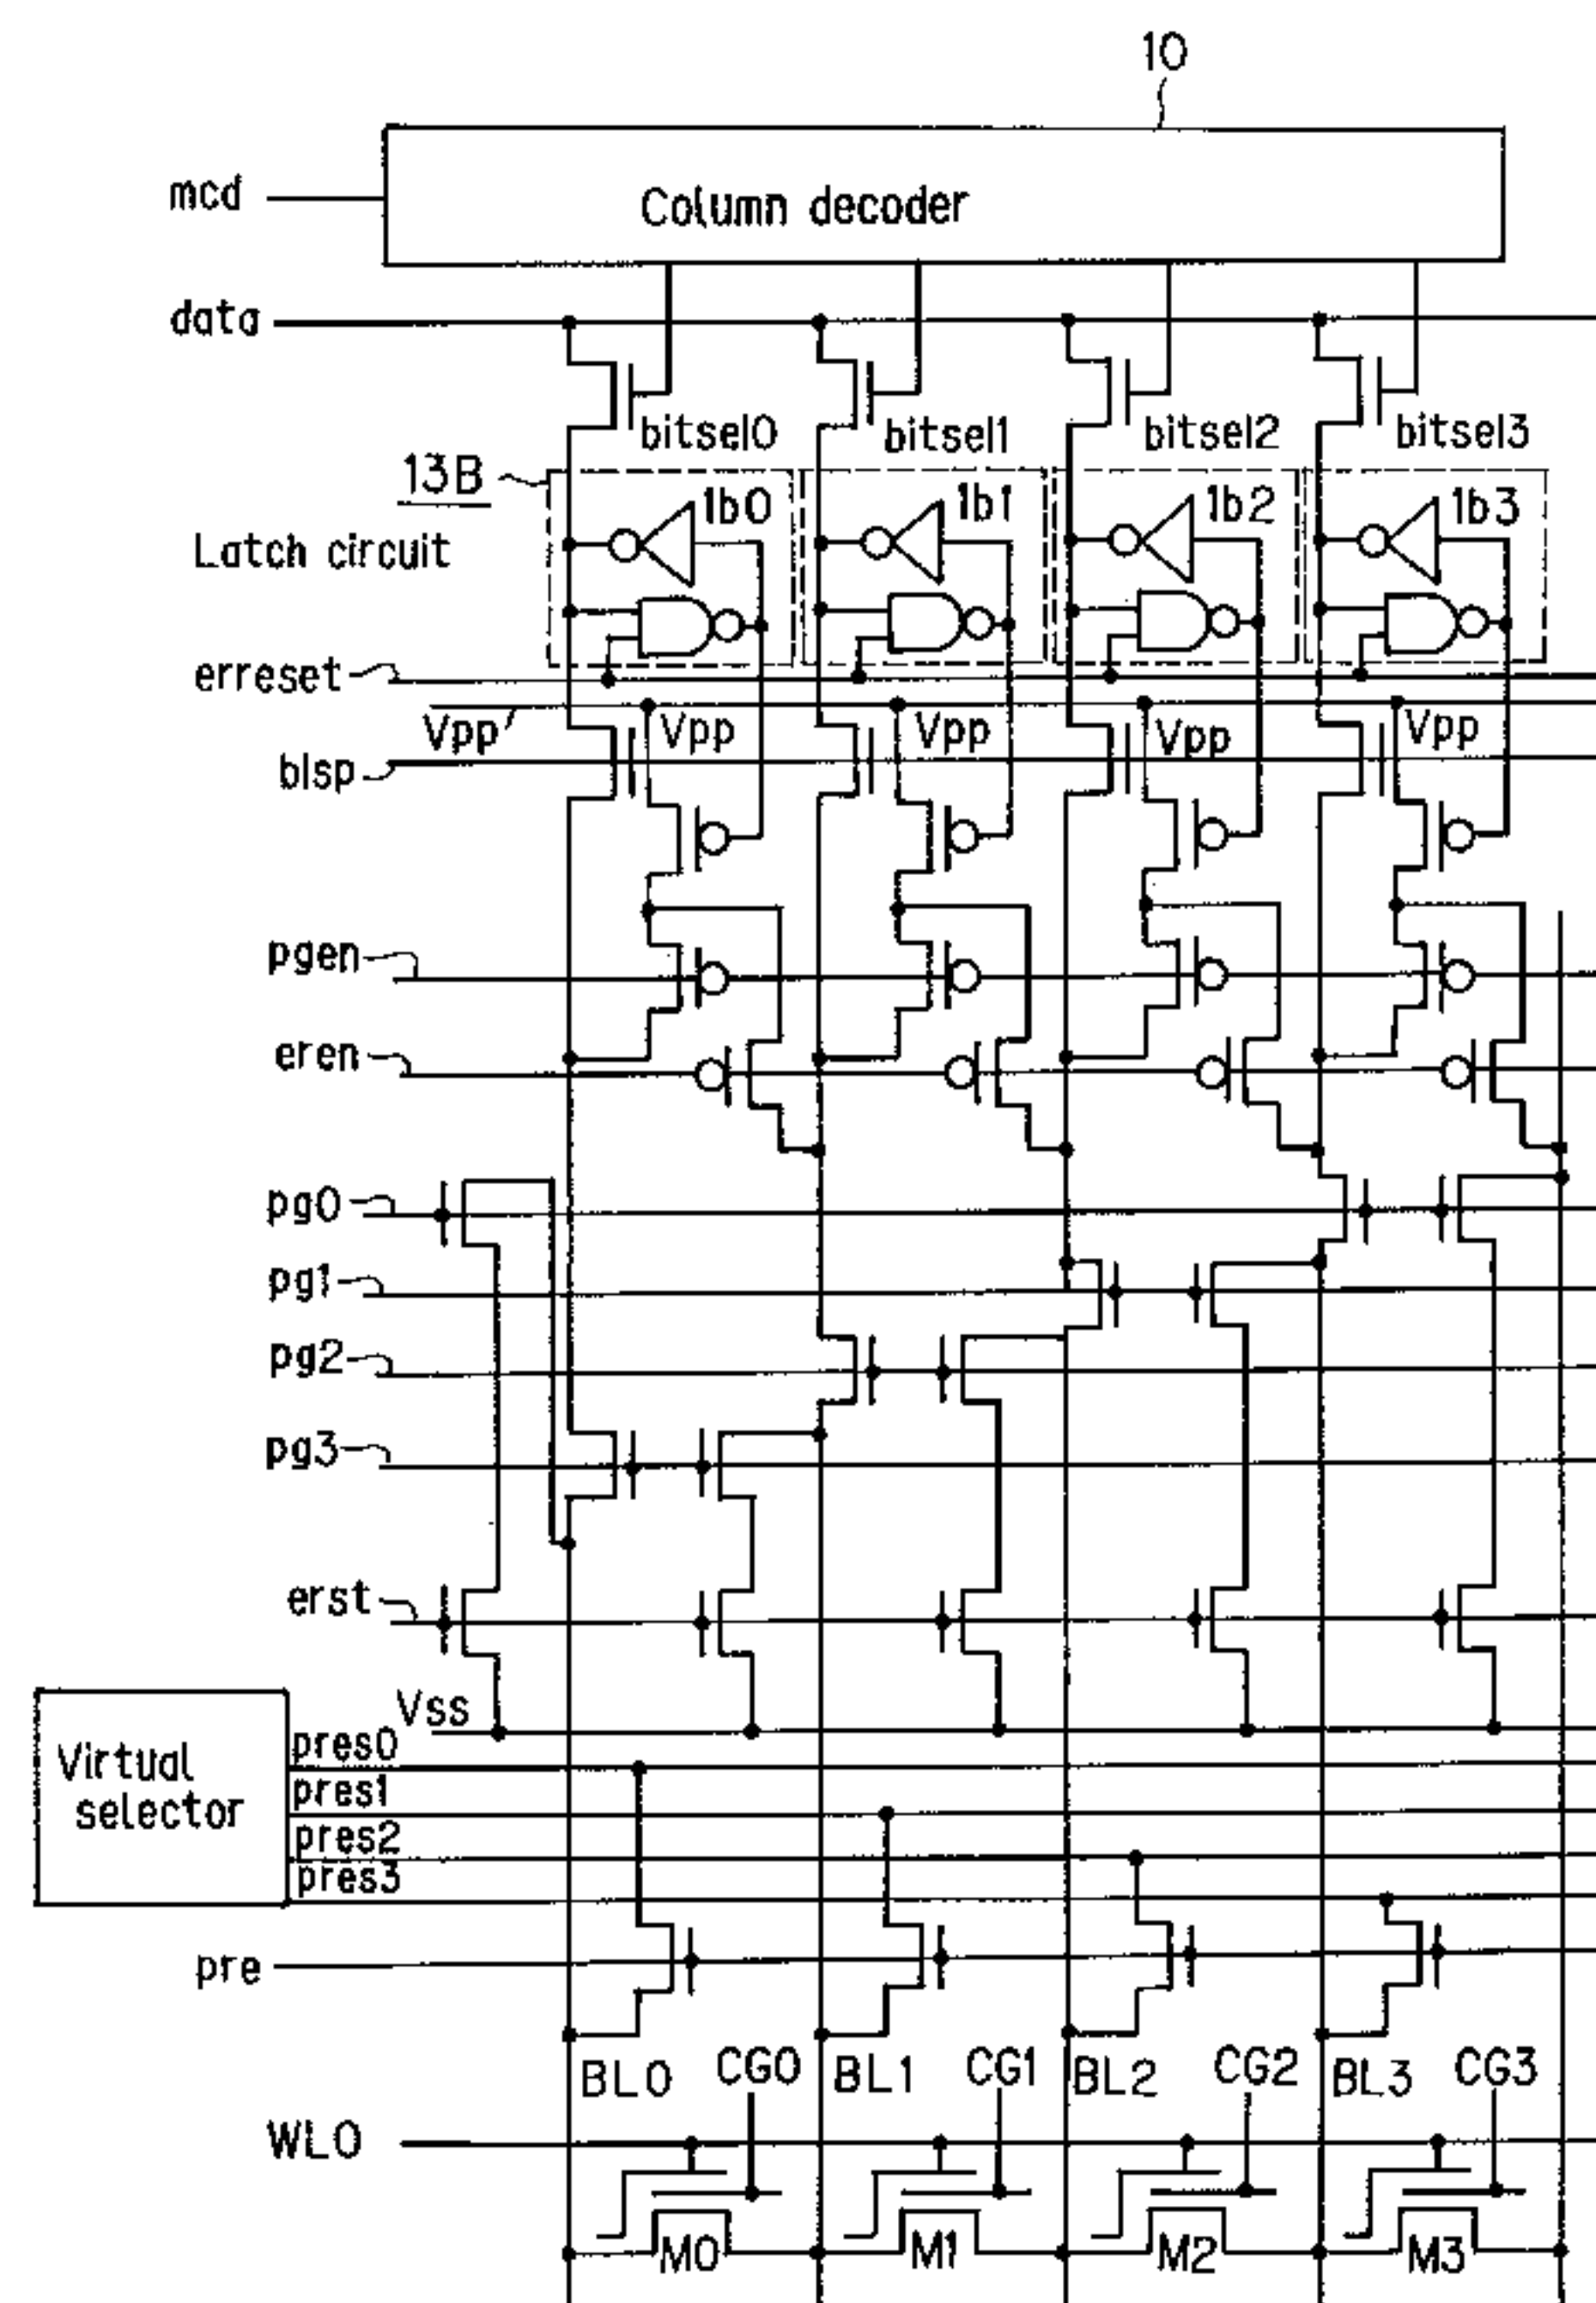 10
mcd
Column decoder
data
bitsel0 bitsel1 bitsel2 bitsel3
13B
1b0 1b1 1b2 1b3
Latch circuit
erreset
Vpp Vpp Vpp Vpp Vpp
blsp
pgen
eren
pg0
pg1
pg2
pg3
erst
Vss
Virtual
selector
pres0
pres1
pres2
pres3
pre
BL0 CG0 BL1 CG1 BL2 CG2 BL3 CG3
WL0
M0 M1 M2 M3